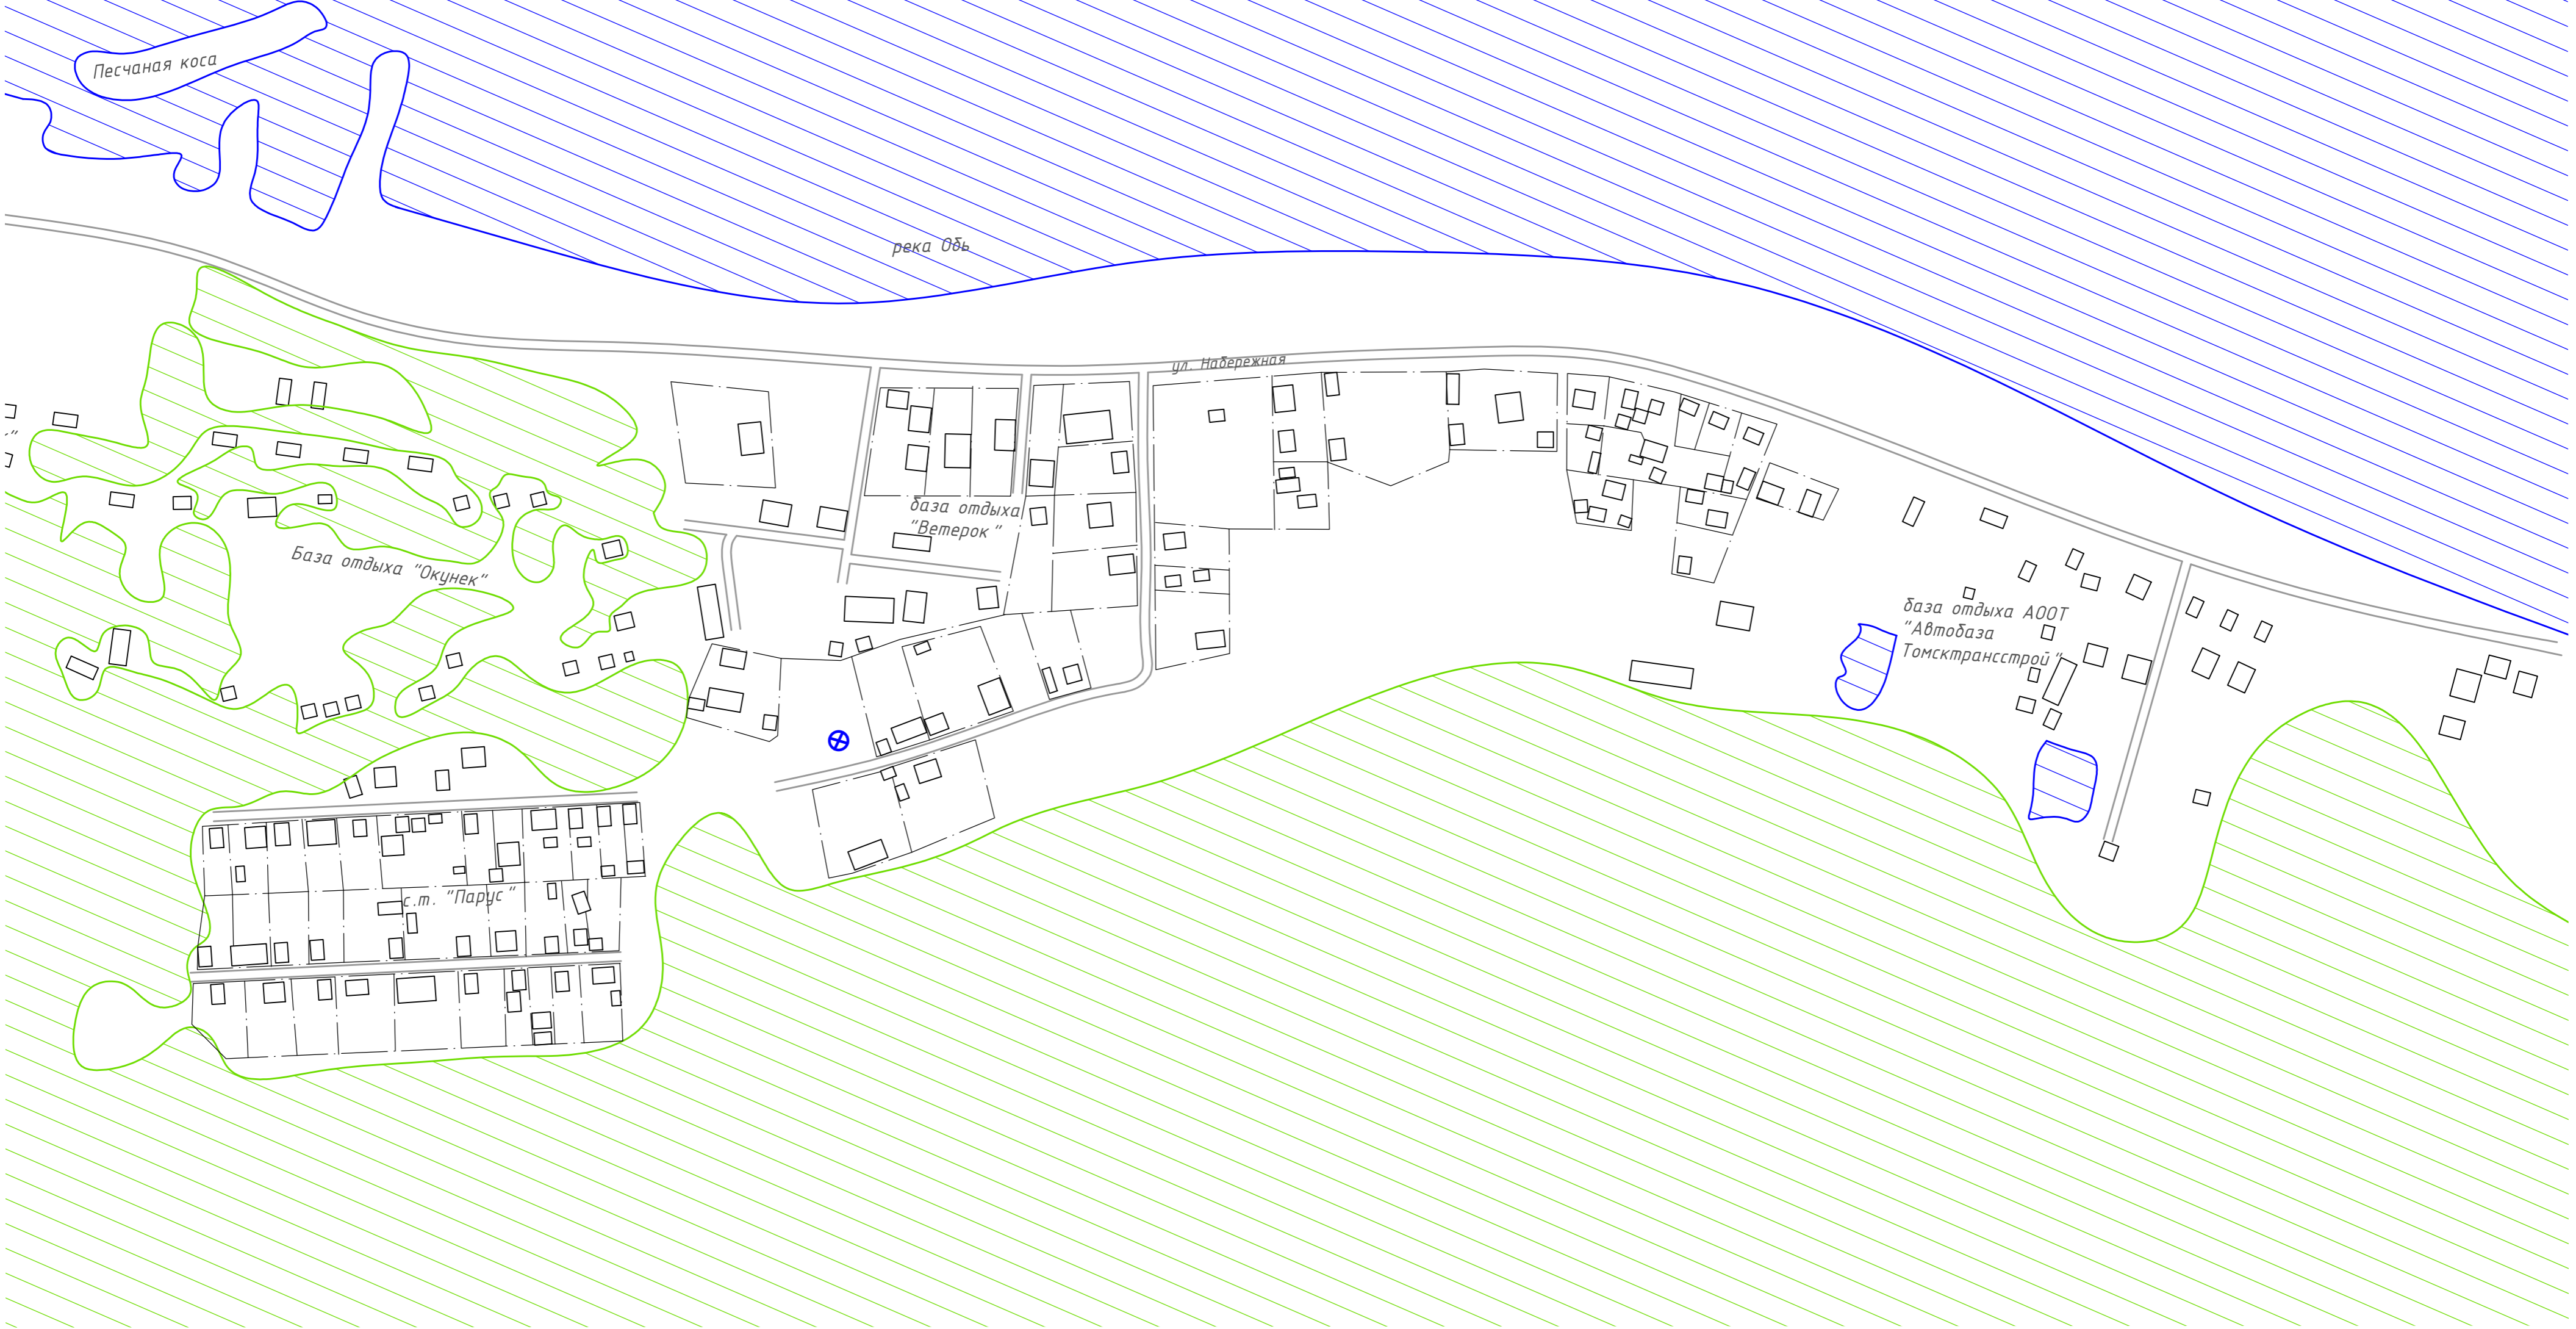 Песчаная коса
река Обь
ул. Набережная
база отдыха
"Ветерок"
База отдыха "Окунек"
база отдыха АООТ
"Автобаза
Томсктрансстрой"
с.т. "Парус"